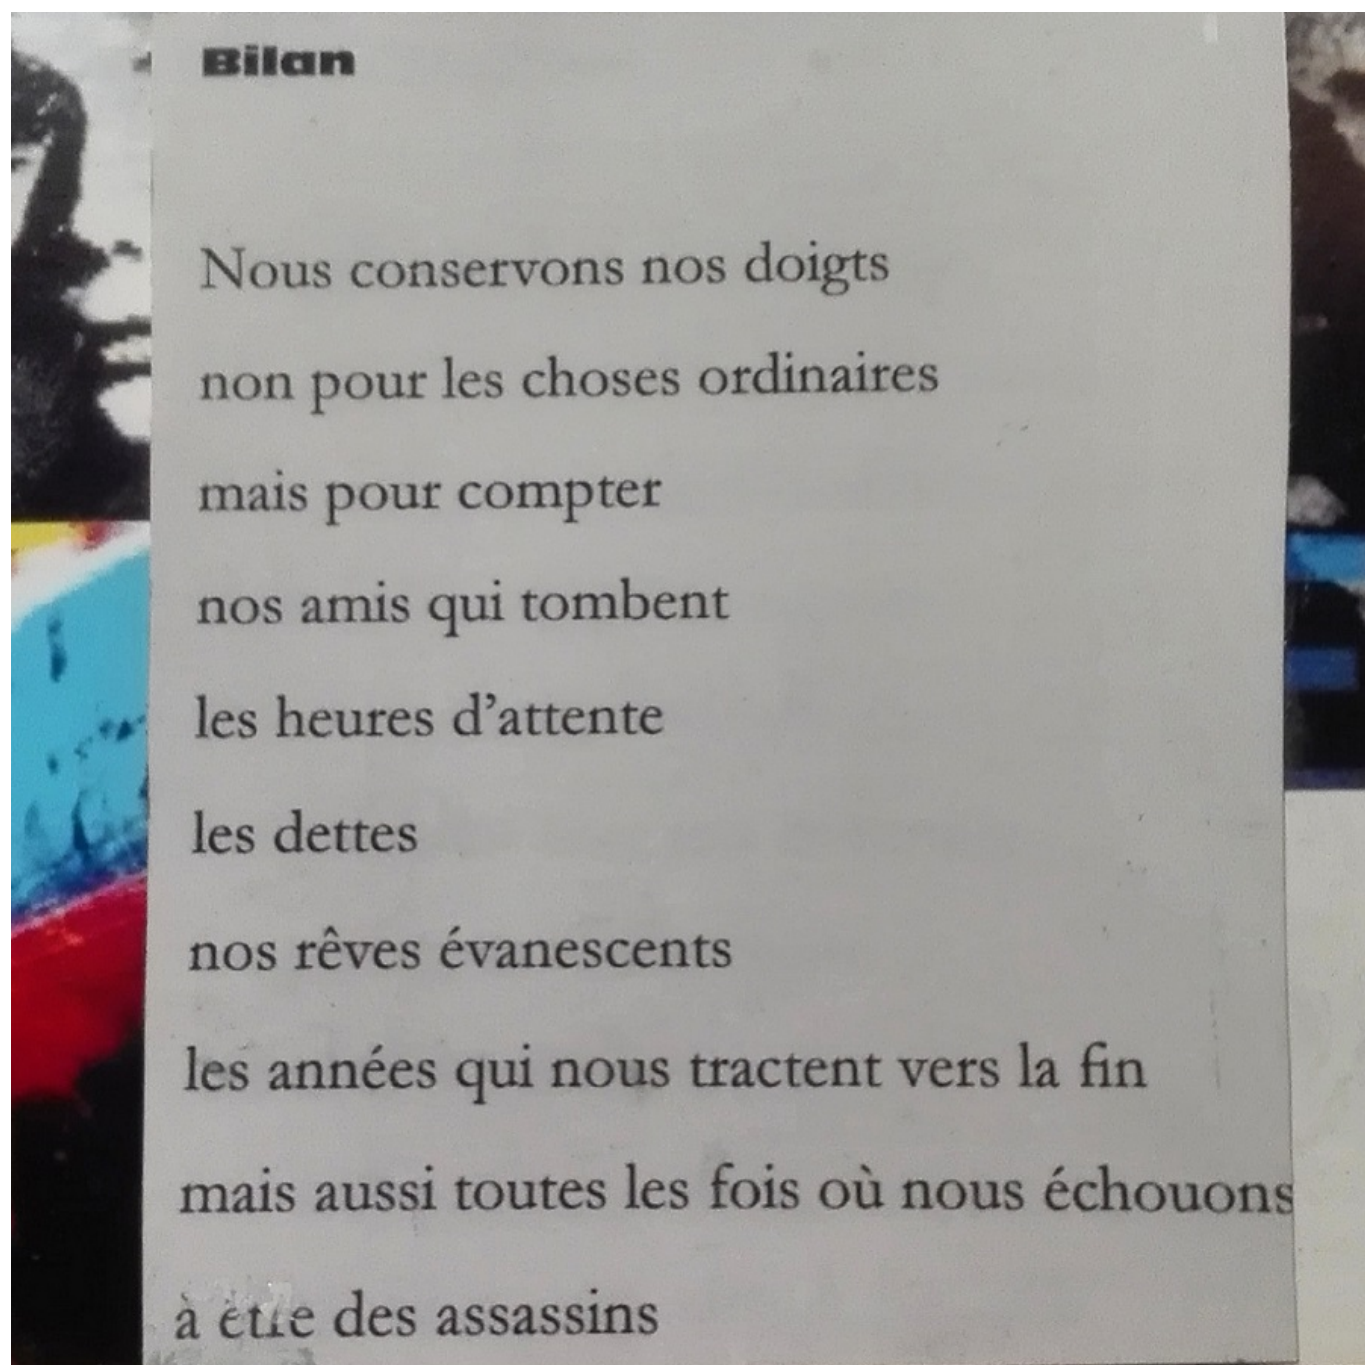 Bilan
Nous conservons nos doigts
non pour les choses ordinaires
mais pour compter
nos amis qui tombent
les heures d’attente
les dettes
nos rêves évanescents
les années qui nous tractent vers la fin
mais aussi toutes les fois où nous échouons
à être des assassins